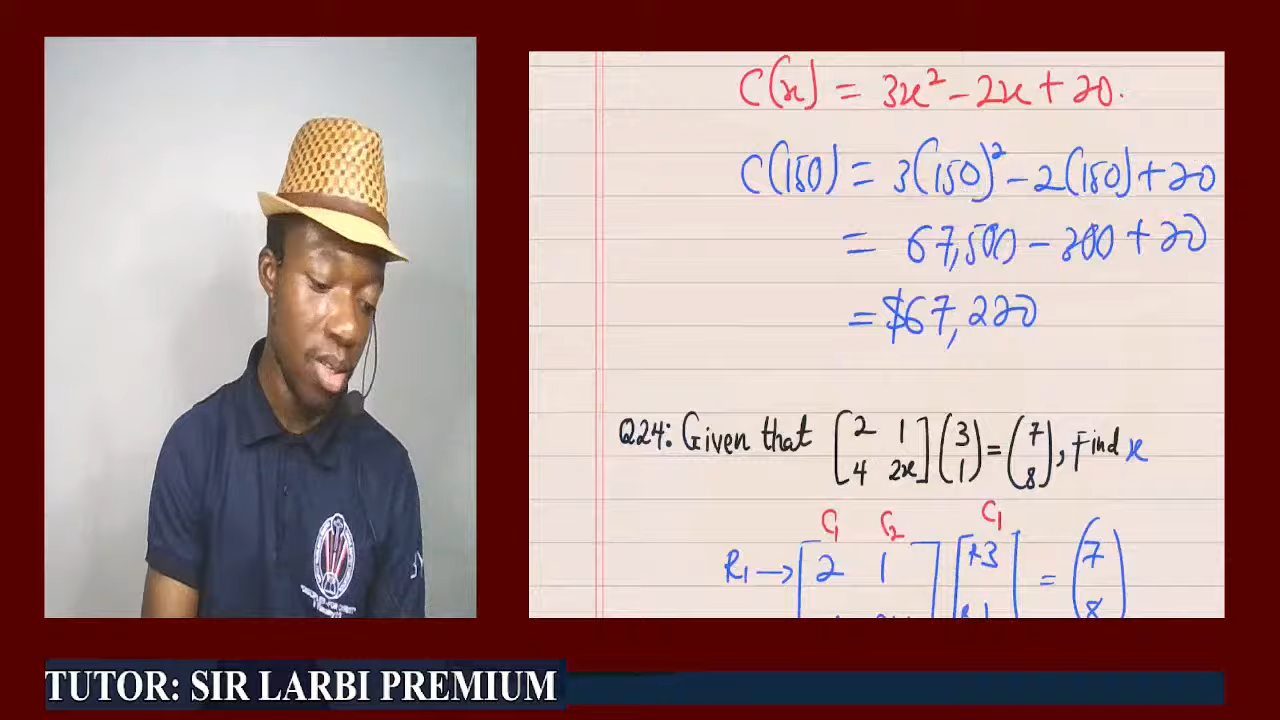 C(x) = 3x² - 2x + 20.
C(150) = 3(150)² - 2(150) + 20
= 67,500 - 300 + 20
= $67,220
Q24: Given that [2 1 4 2x] (3 1) = (7 8), Find x
C1 C2 C1
R1 → [2 1] [3 = (7
8
TUTOR: SIR LARBI PREMIUM